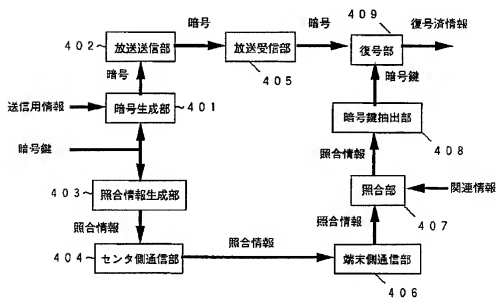 暗号
暗号
409
復号済情報
402
放送送信部
放送受信部
復号部
405
暗号
暗号鍵
送信用情報
暗号生成部
401
暗号鍵抽出部
408
暗号鍵
照合情報
403
照合情報生成部
照合部
関連情報
407
照合情報
照合情報
照合情報
404
センタ側通信部
端末側通信部
406